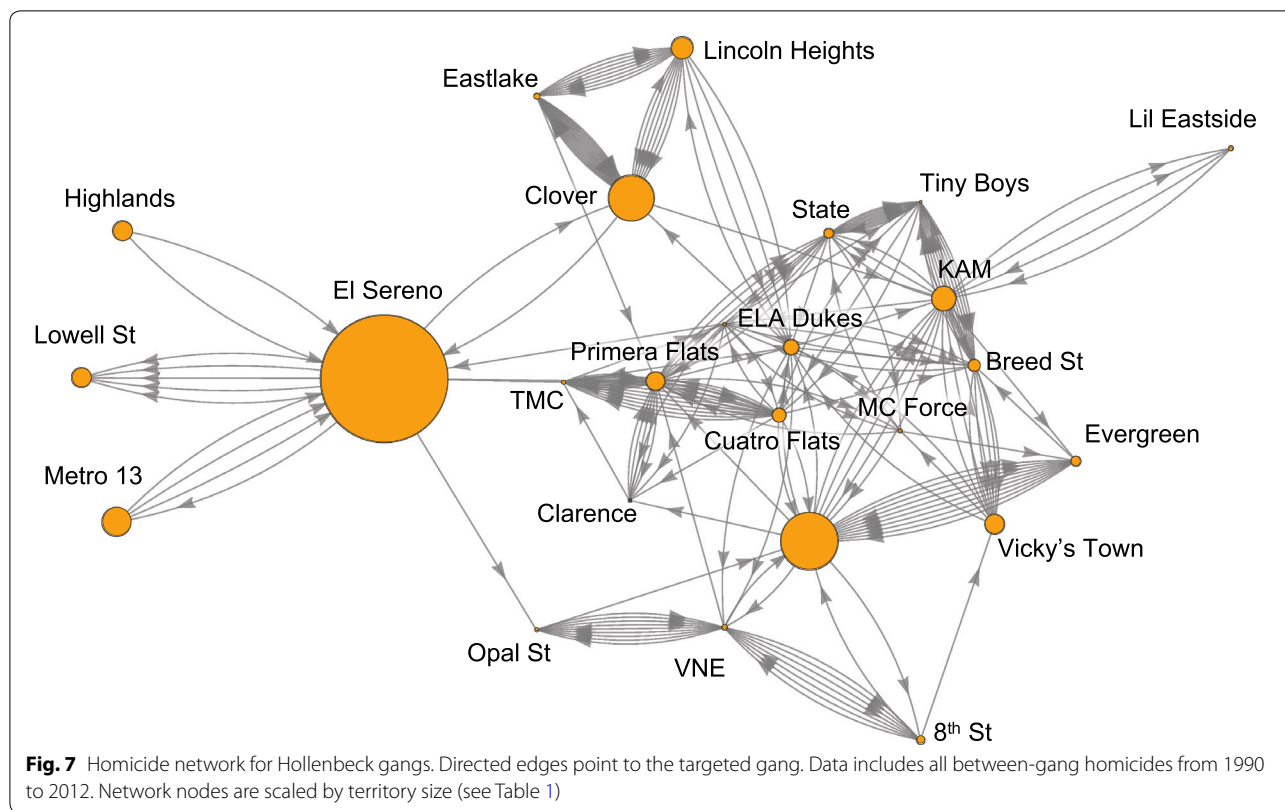 Lincoln Heights
Eastlake
Lil Eastside
Clover
Tiny Boys
Highlands
State
KAM
El Sereno
ELA Dukes
Lowell St
Primera Flats
Breed St
TMC
MC Force
Cuatro Flats
Evergreen
Metro 13
Clarence
Vicky's Town
Opal St
VNE
8th St
Fig. 7 Homicide network for Hollenbeck gangs. Directed edges point to the targeted gang. Data includes all between-gang homicides from 1990
to 2012. Network nodes are scaled by territory size (see Table 1)